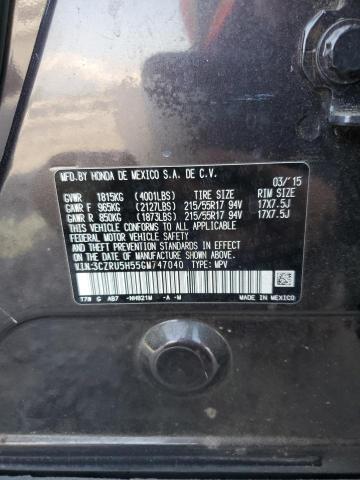 MFD. BY HONDA DE MEXICO S.A. DE C.V.
03/'15
GVWR 1815KG (4001LBS) TIRE SIZE RIM SIZE
GAWR F 965KG (2127LBS) 215/55R17 94V 17X7.5J
GAWR R 850KG (1873LBS) 215/55R17 94V 17X7.5J
THIS VEHICLE CONFORMS TO ALL APPLICABLE
FEDERAL MOTOR VEHICLE SAFETY
AND THEFT PREVENTION STANDARDS IN EFFECT
ON THE DATE OF MANUFACTURE SHOWN ABOVE.
V.I.N:3CZRU5H55GM747040 TYPE: MPV
T7W G AB7 -NH821M -A -M MADE IN MEXICO